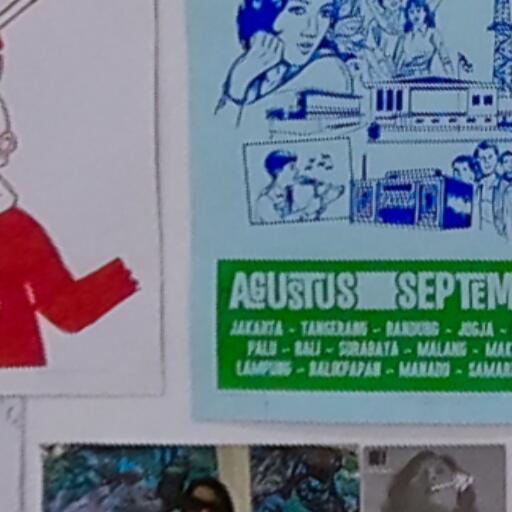 AGUSTUS SEPTEM
JAKARTA - TANGERANG - BANDUNG - JOGJA -
PALU - BALI - SURABAYA - MALANG - MAK
LAMPUNG - BALIKPAPAN - MANADO - SAMAR